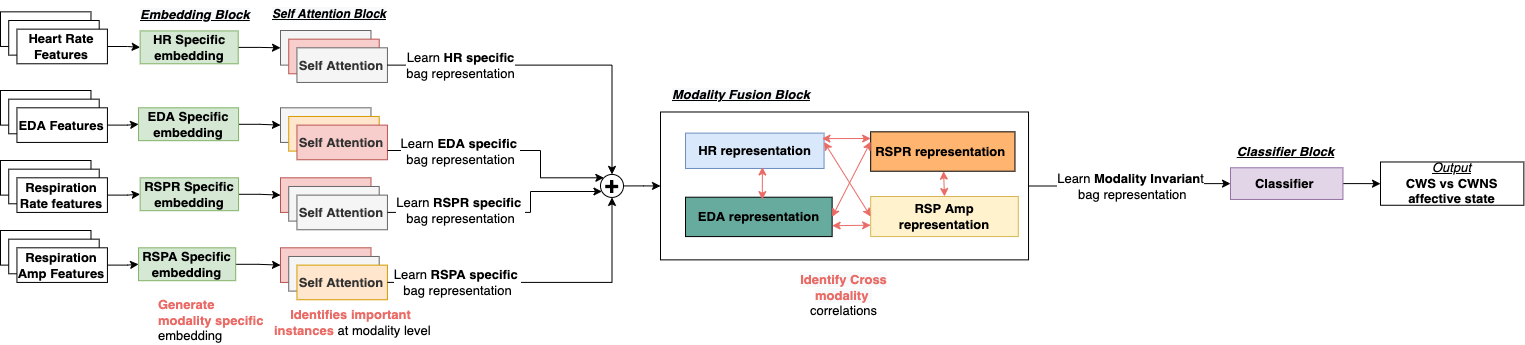 Embedding Block
Self Attention Block
Heart Rate
Features
HR Specific
embedding
Self Attention
Learn HR specific
bag representation
EDA Features
EDA Specific
embedding
Self Attention
Learn EDA specific
bag representation
Respiration
Rate features
RSPR Specific
embedding
Self Attention
Learn RSPR specific
bag representation
Respiration
Amp Features
RSPA Specific
embedding
Self Attention
Learn RSPA specific
bag representation
Generate
modality specific
embedding
Identifies important
instances at modality level
+
Modality Fusion Block
HR representation
RSPR representation
EDA representation
RSP Amp
representation
Identify Cross
modality
correlations
Learn Modality Invariant
bag representation
Classifier Block
Classifier
Output
CWS vs CWNS
affective state